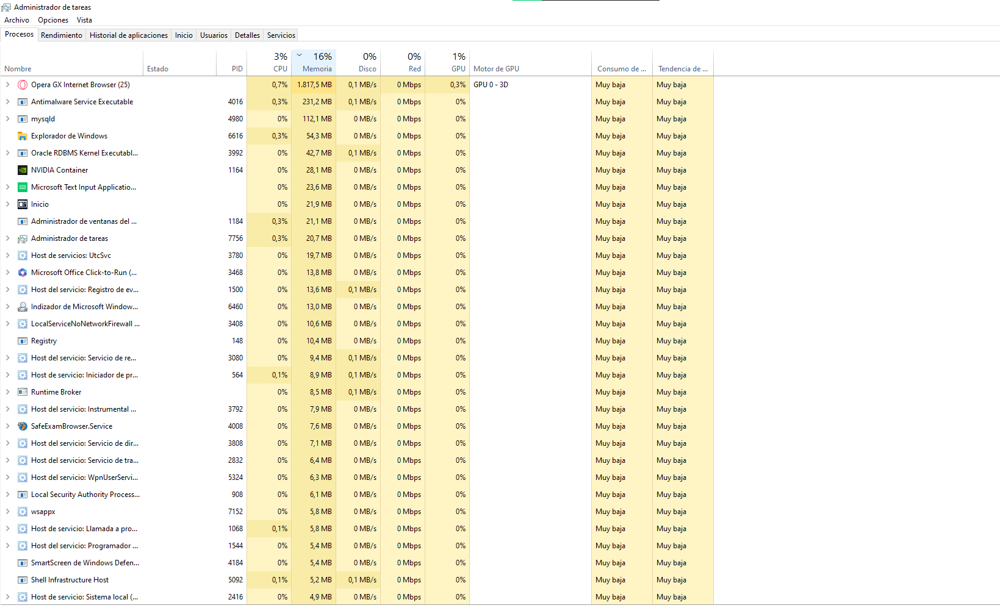 Administrador de tareas
Archivo Opciones Vista
Procesos Rendimiento Historial de aplicaciones Inicio Usuarios Detalles Servicios
3% 16% 0% 0% 1%
Nombre Estado PID CPU Memoria Disco Red GPU Motor de GPU Consumo de ... Tendencia de ...
Opera GX Internet Browser (25) 0,7% 1.817,5 MB 0,1 MB/s 0 Mbps 0,3% GPU 0 - 3D Muy baja Muy baja
Antimalware Service Executable 4016 0,3% 231,2 MB 0,1 MB/s 0 Mbps 0% Muy baja Muy baja
mysqld 4980 0% 112,1 MB 0 MB/s 0 Mbps 0% Muy baja Muy baja
Explorador de Windows 6616 0,3% 54,3 MB 0 MB/s 0 Mbps 0% Muy baja Muy baja
Oracle RDBMS Kernel Executabl... 3992 0% 42,7 MB 0,1 MB/s 0 Mbps 0% Muy baja Muy baja
NVIDIA Container 1164 0% 28,1 MB 0 MB/s 0 Mbps 0% Muy baja Muy baja
Microsoft Text Input Applicatio... 0% 23,6 MB 0 MB/s 0 Mbps 0% Muy baja Muy baja
Inicio 0% 21,9 MB 0 MB/s 0 Mbps 0% Muy baja Muy baja
Administrador de ventanas del ... 1184 0,3% 21,1 MB 0 MB/s 0 Mbps 0% Muy baja Muy baja
Administrador de tareas 7756 0,3% 20,7 MB 0 MB/s 0 Mbps 0% Muy baja Muy baja
Host de servicios: UtcSvc 3780 0% 19,7 MB 0 MB/s 0 Mbps 0% Muy baja Muy baja
Microsoft Office Click-to-Run (... 3468 0% 13,8 MB 0 MB/s 0 Mbps 0% Muy baja Muy baja
Host del servicio: Registro de ev... 1500 0% 13,6 MB 0,1 MB/s 0 Mbps 0% Muy baja Muy baja
Indizador de Microsoft Window... 6460 0% 13,0 MB 0 MB/s 0 Mbps 0% Muy baja Muy baja
LocalServiceNoNetworkFirewall ... 3408 0% 10,6 MB 0 MB/s 0 Mbps 0% Muy baja Muy baja
Registry 148 0% 10,4 MB 0 MB/s 0 Mbps 0% Muy baja Muy baja
Host del servicio: Servicio de re... 3080 0% 9,4 MB 0,1 MB/s 0 Mbps 0% Muy baja Muy baja
Host de servicio: Iniciador de pr... 564 0,1% 8,9 MB 0,1 MB/s 0 Mbps 0% Muy baja Muy baja
Runtime Broker 0% 8,5 MB 0,1 MB/s 0 Mbps 0% Muy baja Muy baja
Host del servicio: Instrumental ... 3792 0% 7,9 MB 0 MB/s 0 Mbps 0% Muy baja Muy baja
SafeExamBrowser.Service 4008 0% 7,6 MB 0 MB/s 0 Mbps 0% Muy baja Muy baja
Host del servicio: Servicio de dir... 3808 0% 7,1 MB 0 MB/s 0 Mbps 0% Muy baja Muy baja
Host del servicio: Servicio de tra... 2832 0% 6,4 MB 0 MB/s 0 Mbps 0% Muy baja Muy baja
Host del servicio: WpnUserServi... 5324 0% 6,3 MB 0 MB/s 0 Mbps 0% Muy baja Muy baja
Local Security Authority Process... 908 0% 6,1 MB 0 MB/s 0 Mbps 0% Muy baja Muy baja
wsappx 7152 0% 5,8 MB 0 MB/s 0 Mbps 0% Muy baja Muy baja
Host de servicio: Llamada a pro... 1068 0,1% 5,8 MB 0 MB/s 0 Mbps 0% Muy baja Muy baja
Host del servicio: Programador ... 1544 0% 5,4 MB 0 MB/s 0 Mbps 0% Muy baja Muy baja
SmartScreen de Windows Defen... 4184 0% 5,4 MB 0 MB/s 0 Mbps 0% Muy baja Muy baja
Shell Infrastructure Host 5092 0,1% 5,2 MB 0,1 MB/s 0 Mbps 0% Muy baja Muy baja
Host de servicio: Sistema local (... 2416 0% 4,9 MB 0 MB/s 0 Mbps 0% Muy baja Muy baja